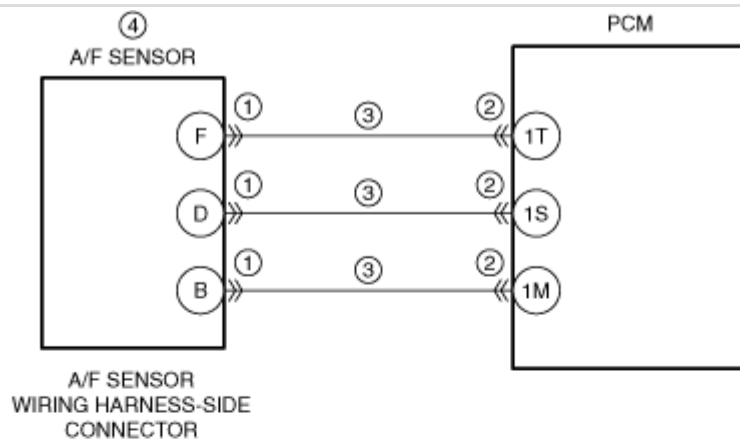 ④
A/F SENSOR
PCM
F ① ③ ② 1T
D ① ③ ② 1S
B ① ③ ② 1M
A/F SENSOR
WIRING HARNESS-SIDE
CONNECTOR